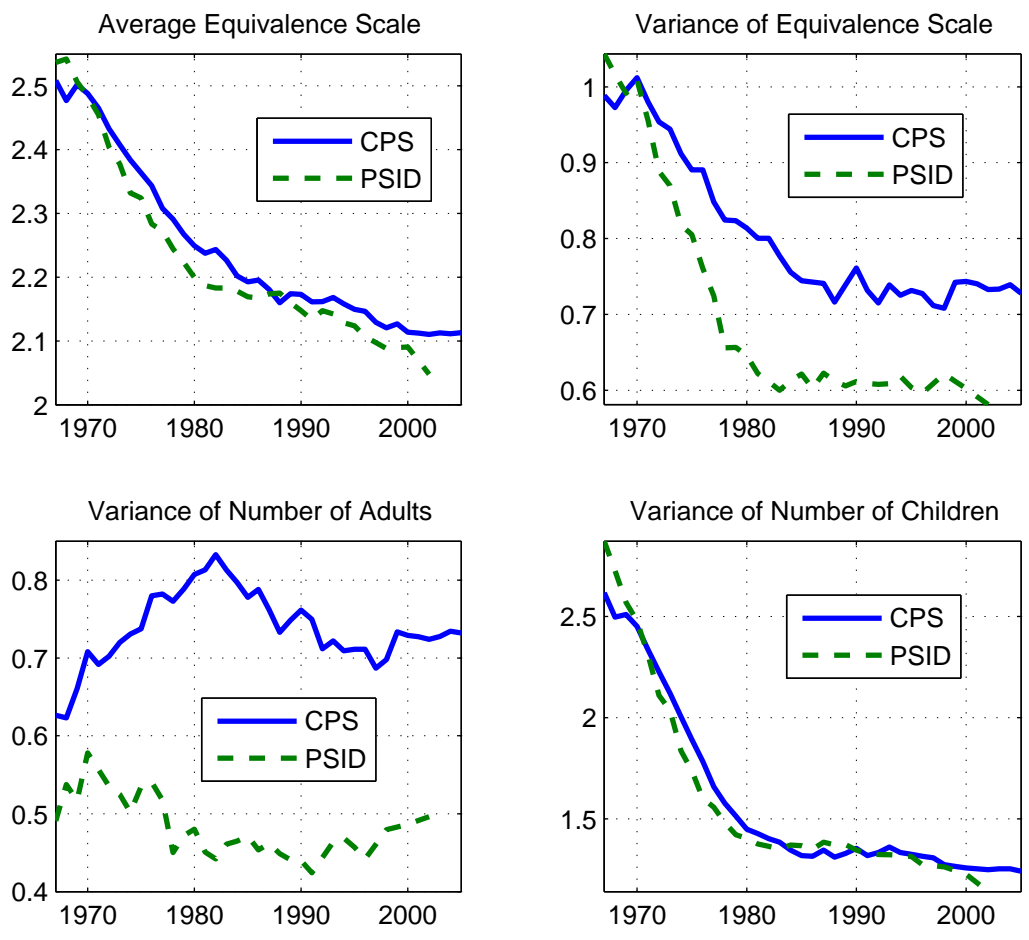 Average Equivalence Scale
2.5
2.4
2.3
2.2
2.1
2
CPS
PSID
1970 1980 1990 2000
Variance of Equivalence Scale
1
0.9
0.8
0.7
0.6
CPS
PSID
1970 1980 1990 2000
Variance of Number of Adults
0.8
0.7
0.6
0.5
0.4
CPS
PSID
1970 1980 1990 2000
Variance of Number of Children
2.5
2
1.5
CPS
PSID
1970 1980 1990 2000